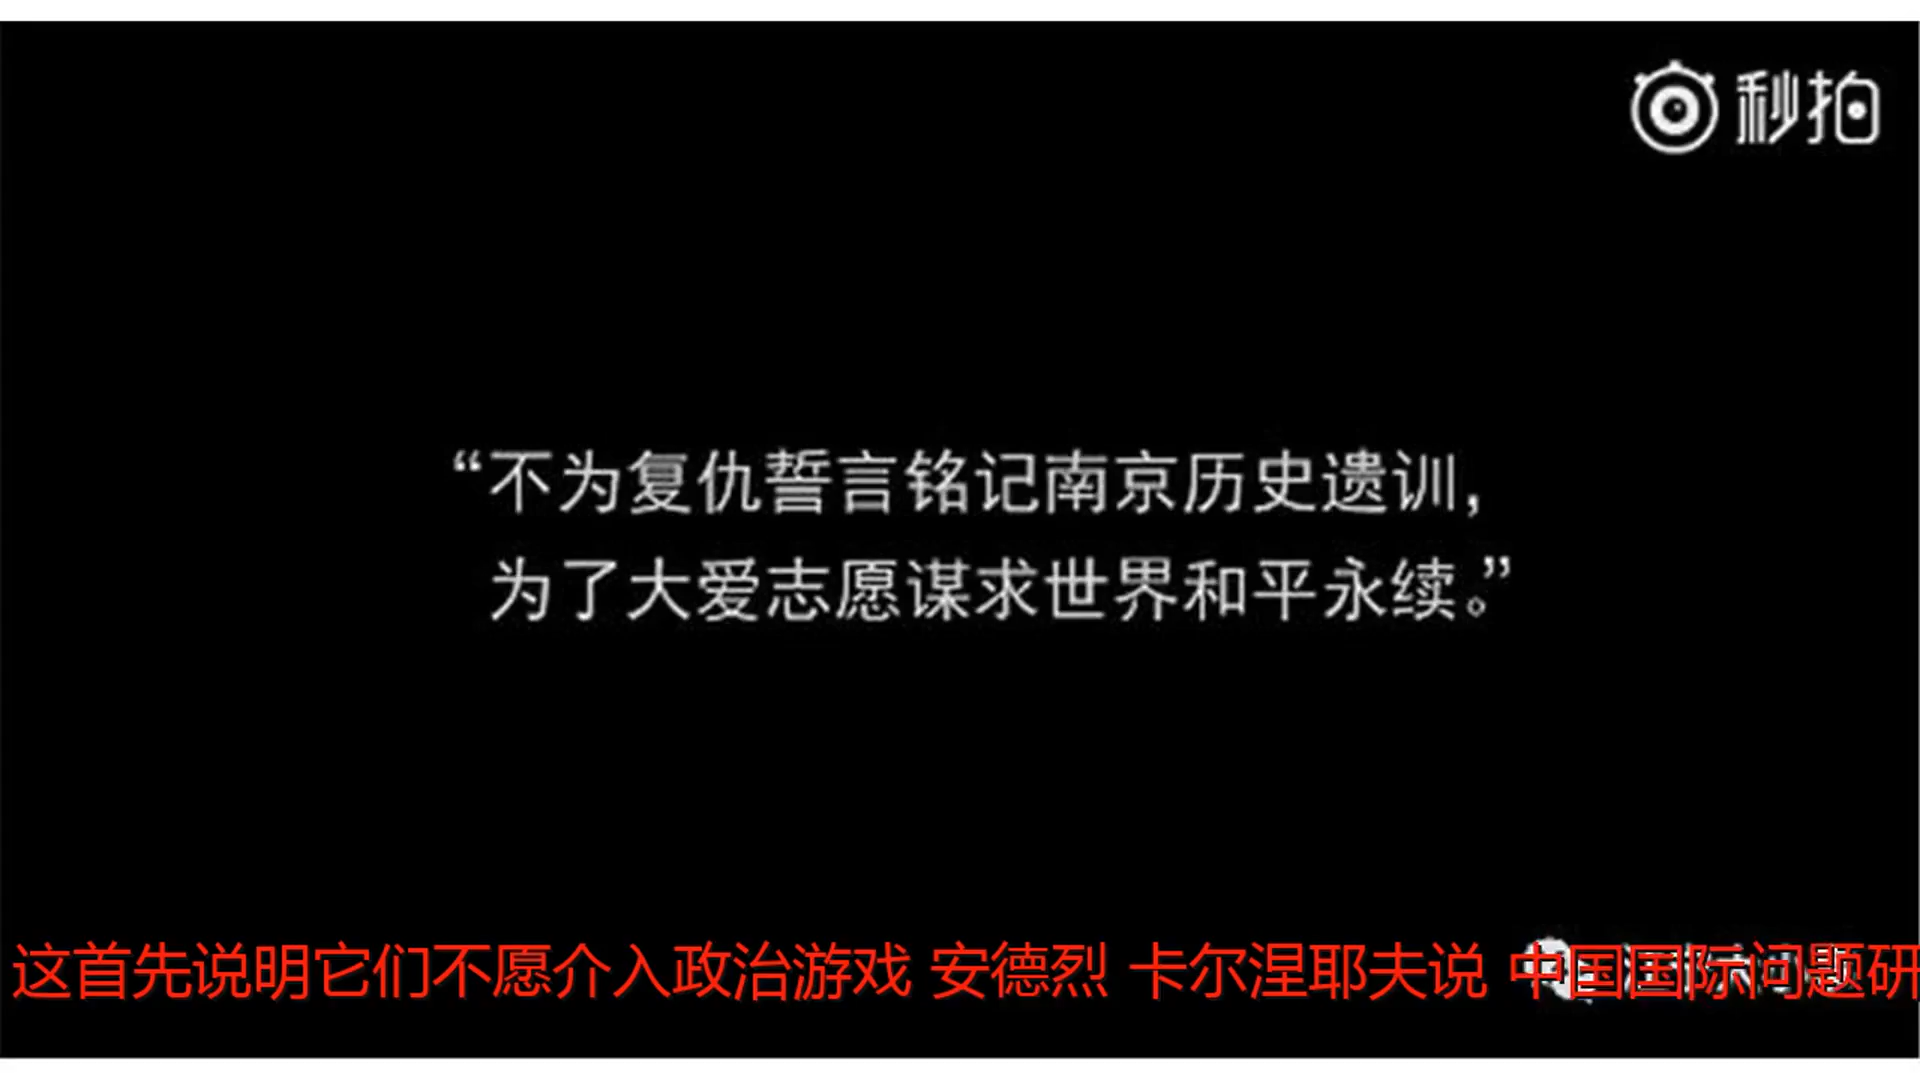 秒拍
“不为复仇誓言铭记南京历史遗训,
为了大爱志愿谋求世界和平永续。”
这首先说明它们不愿介入政治游戏 安德烈 卡尔涅耶夫说 中国国际问题研